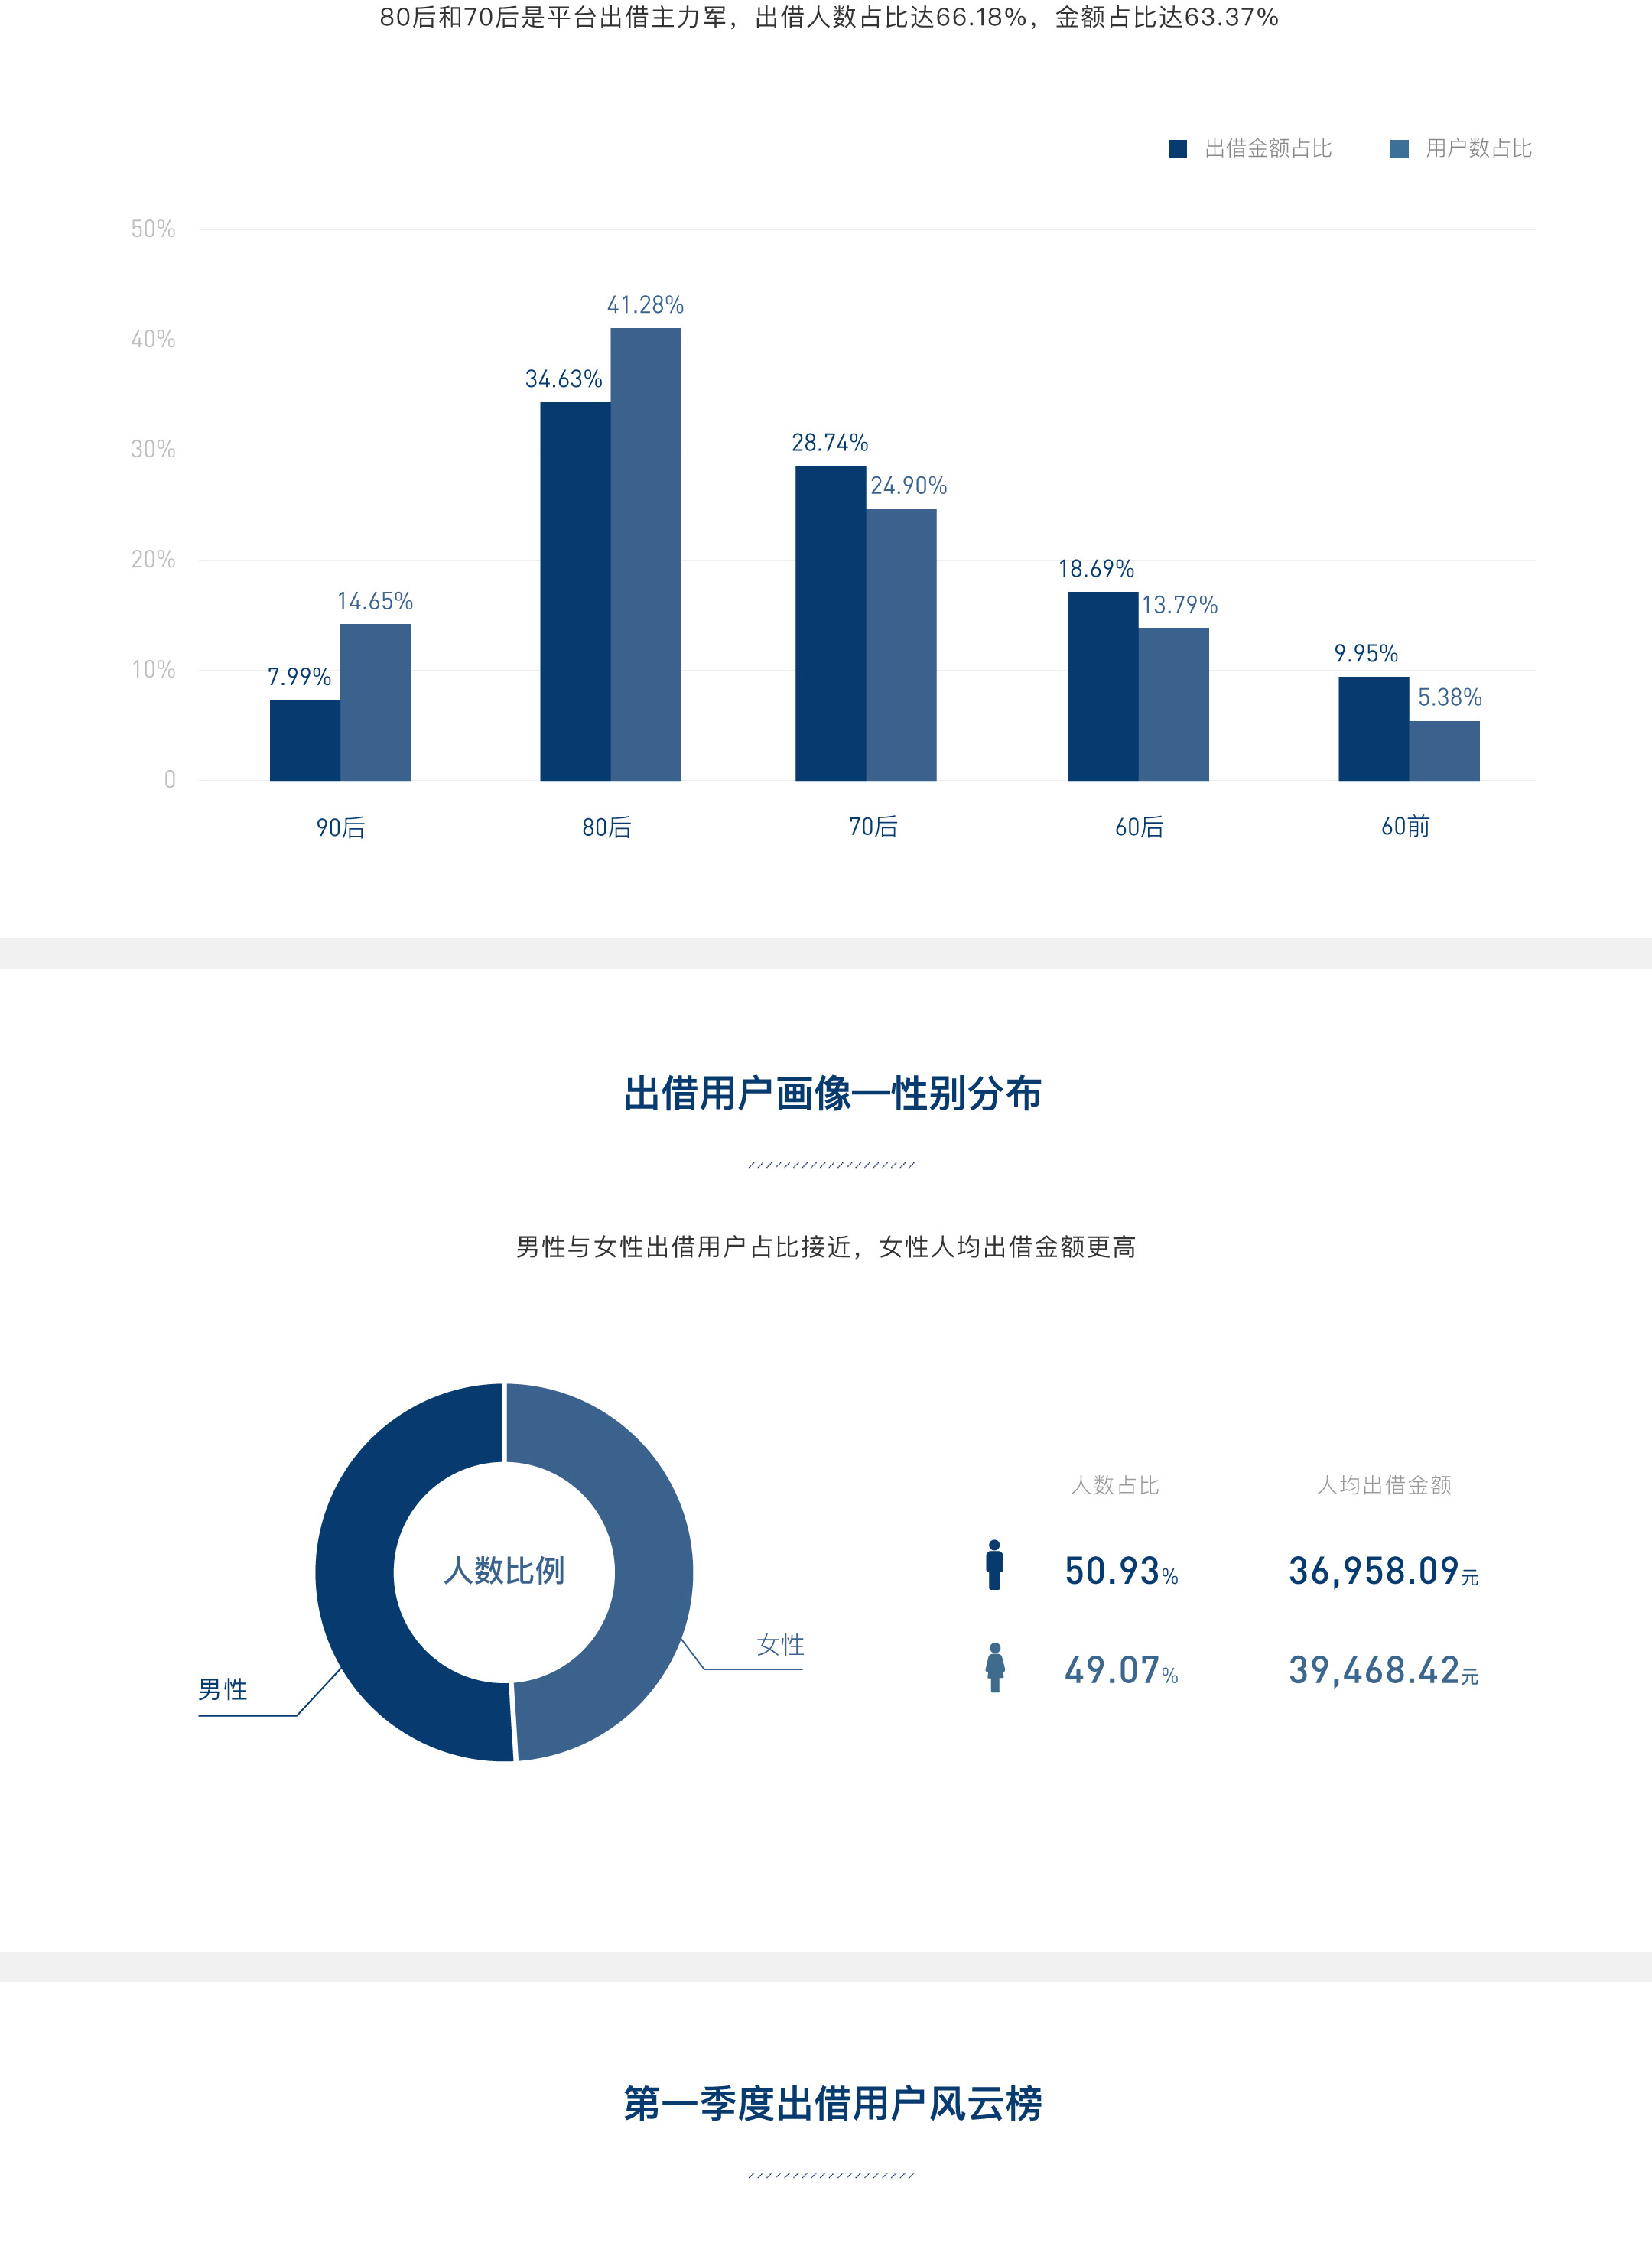 80后和70后是平台出借主力军，出借人数占比达66.18%，金额占比达63.37%
出借金额占比 用户数占比
50%
40%
30%
20%
10%
0
7.99% 14.65%
34.63% 41.28%
28.74% 24.90%
18.69% 13.79%
9.95% 5.38%
90后 80后 70后 60后 60前
出借用户画像—性别分布
男性与女性出借用户占比接近，女性人均出借金额更高
人数比例
男性
女性
人数占比 人均出借金额
50.93% 36,958.09元
49.07% 39,468.42元
第一季度出借用户风云榜